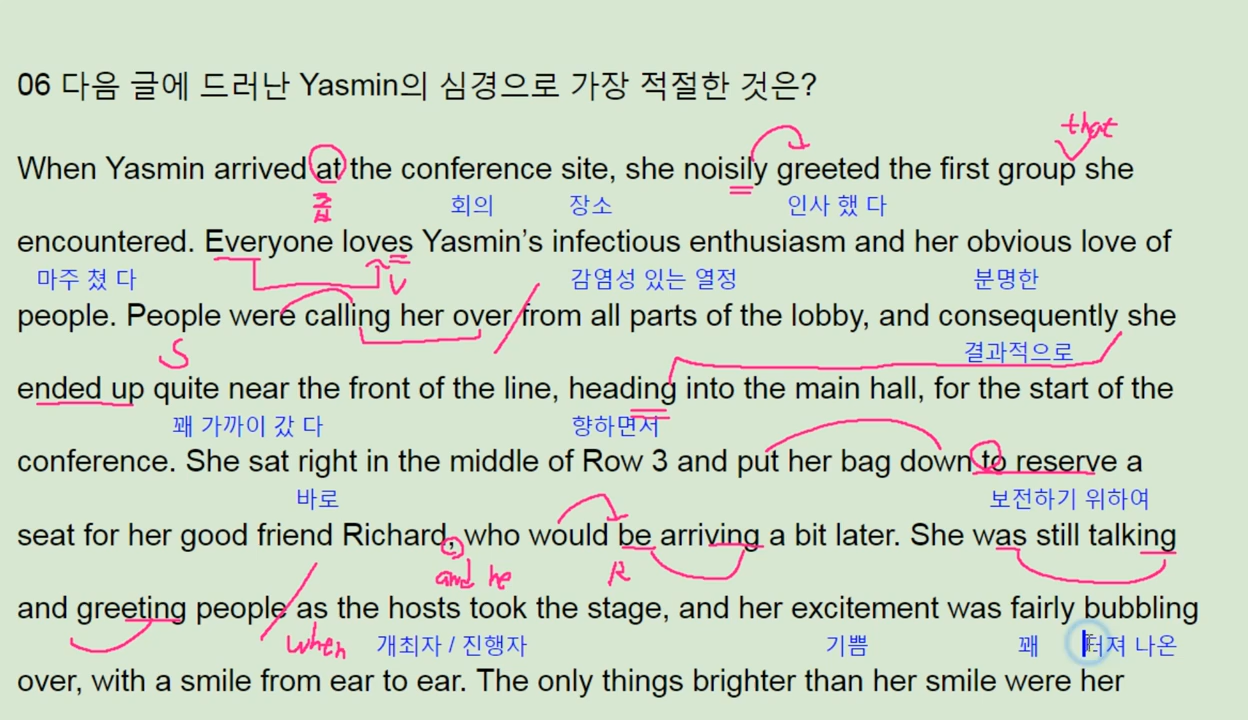 06 다음 글에 드러난 Yasmin의 심경으로 가장 적절한 것은?
that
When Yasmin arrived at the conference site, she noisily greeted the first group she
좁 회의 장소 인사 했 다
encountered. Everyone loves Yasmin's infectious enthusiasm and her obvious love of
마주 쳤 다 V 감염성 있는 열정 분명한
people. People were calling her over from all parts of the lobby, and consequently she
S 결과적으로
ended up quite near the front of the line, heading into the main hall, for the start of the
꽤 가까이 갔 다 향하면서
conference. She sat right in the middle of Row 3 and put her bag down to reserve a
바로 보전하기 위하여
seat for her good friend Richard, who would be arriving a bit later. She was still talking
and he R
and greeting people as the hosts took the stage, and her excitement was fairly bubbling
when 개최자 / 진행자 기쁨 꽤 터져 나온
over, with a smile from ear to ear. The only things brighter than her smile were her